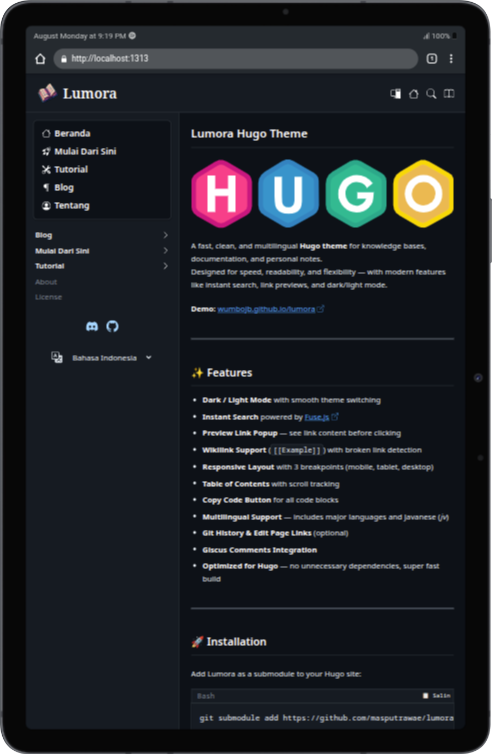 August Monday at 9:19 PM
100%
http://localhost:1313
1
Lumora
Beranda
Mulai Dari Sini
Tutorial
Blog
Tentang
Blog
Mulai Dari Sini
Tutorial
About
License
Bahasa Indonesia
Lumora Hugo Theme
HUGO
A fast, clean, and multilingual Hugo theme for knowledge bases,
documentation, and personal notes.
Designed for speed, readability, and flexibility — with modern features
like instant search, link previews, and dark/light mode.
Demo: wumbojb.github.io/lumora
✨ Features
• Dark / Light Mode with smooth theme switching
• Instant Search powered by Fuse.js
• Preview Link Popup — see link content before clicking
• Wikilink Support ( [[Example]] ) with broken link detection
• Responsive Layout with 3 breakpoints (mobile, tablet, desktop)
• Table of Contents with scroll tracking
• Copy Code Button for all code blocks
• Multilingual Support — includes major languages and Javanese (jv)
• Git History & Edit Page Links (optional)
• Giscus Comments Integration
• Optimized for Hugo — no unnecessary dependencies, super fast
build
🚀 Installation
Add Lumora as a submodule to your Hugo site:
Bash
Salin
git submodule add https://github.com/masputrawae/lumora